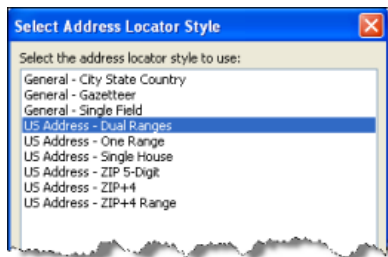 Select Address Locator Style
Select the address locator style to use:
General - City State Country
General - Gazetteer
General - Single Field
US Address - Dual Ranges
US Address - One Range
US Address - Single House
US Address - ZIP 5-Digit
US Address - ZIP+4
US Address - ZIP+4 Range